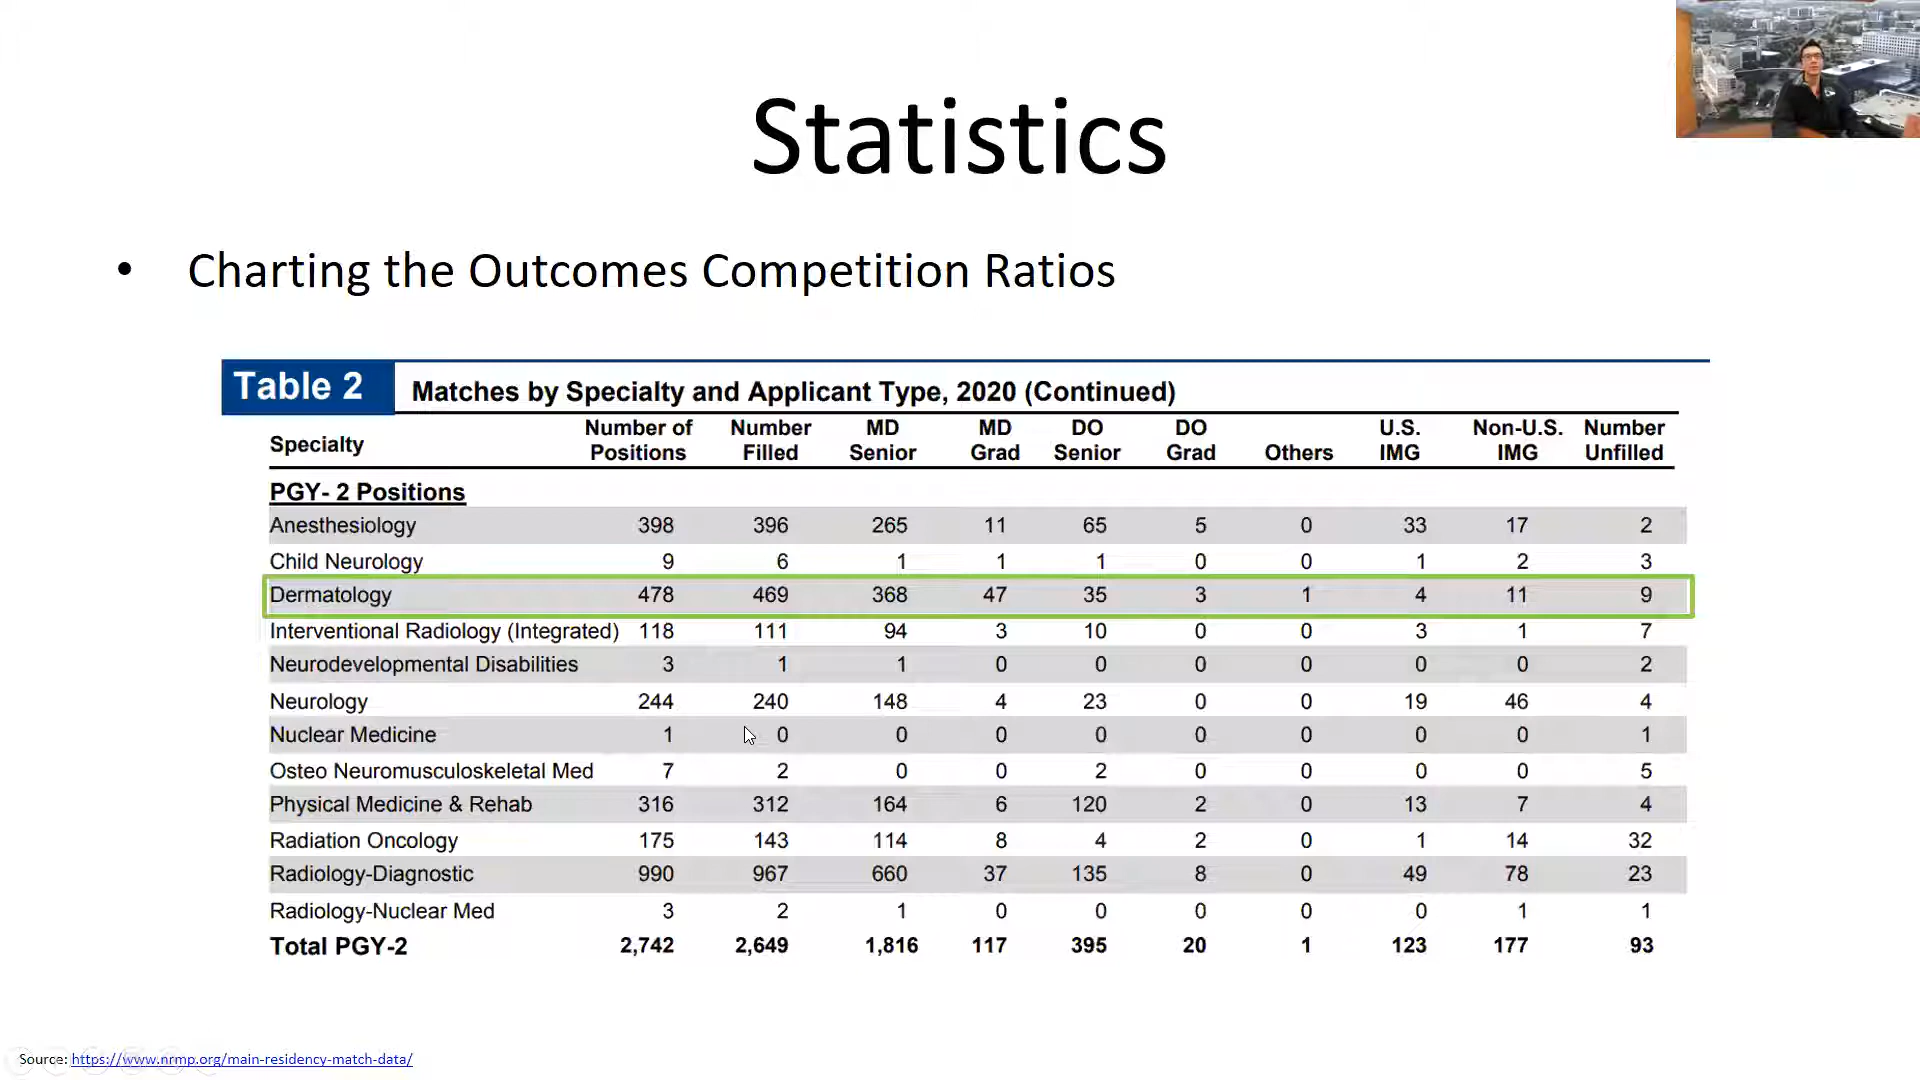 Statistics
• Charting the Outcomes Competition Ratios
Table 2 Matches by Specialty and Applicant Type, 2020 (Continued)
Specialty Number of Positions Number Filled MD Senior MD Grad DO Senior DO Grad Others U.S. IMG Non-U.S. IMG Number Unfilled
PGY- 2 Positions
Anesthesiology 398 396 265 11 65 5 0 33 17 2
Child Neurology 9 6 1 1 1 0 0 1 2 3
Dermatology 478 469 368 47 35 3 1 4 11 9
Interventional Radiology (Integrated) 118 111 94 3 10 0 0 3 1 7
Neurodevelopmental Disabilities 3 1 1 0 0 0 0 0 0 2
Neurology 244 240 148 4 23 0 0 19 46 4
Nuclear Medicine 1 0 0 0 0 0 0 0 0 1
Osteo Neuromusculoskeletal Med 7 2 0 0 2 0 0 0 0 5
Physical Medicine & Rehab 316 312 164 6 120 2 0 13 7 4
Radiation Oncology 175 143 114 8 4 2 0 1 14 32
Radiology-Diagnostic 990 967 660 37 135 8 0 49 78 23
Radiology-Nuclear Med 3 2 1 0 0 0 0 0 1 1
Total PGY-2 2,742 2,649 1,816 117 395 20 1 123 177 93
Source: https://www.nrmp.org/main-residency-match-data/